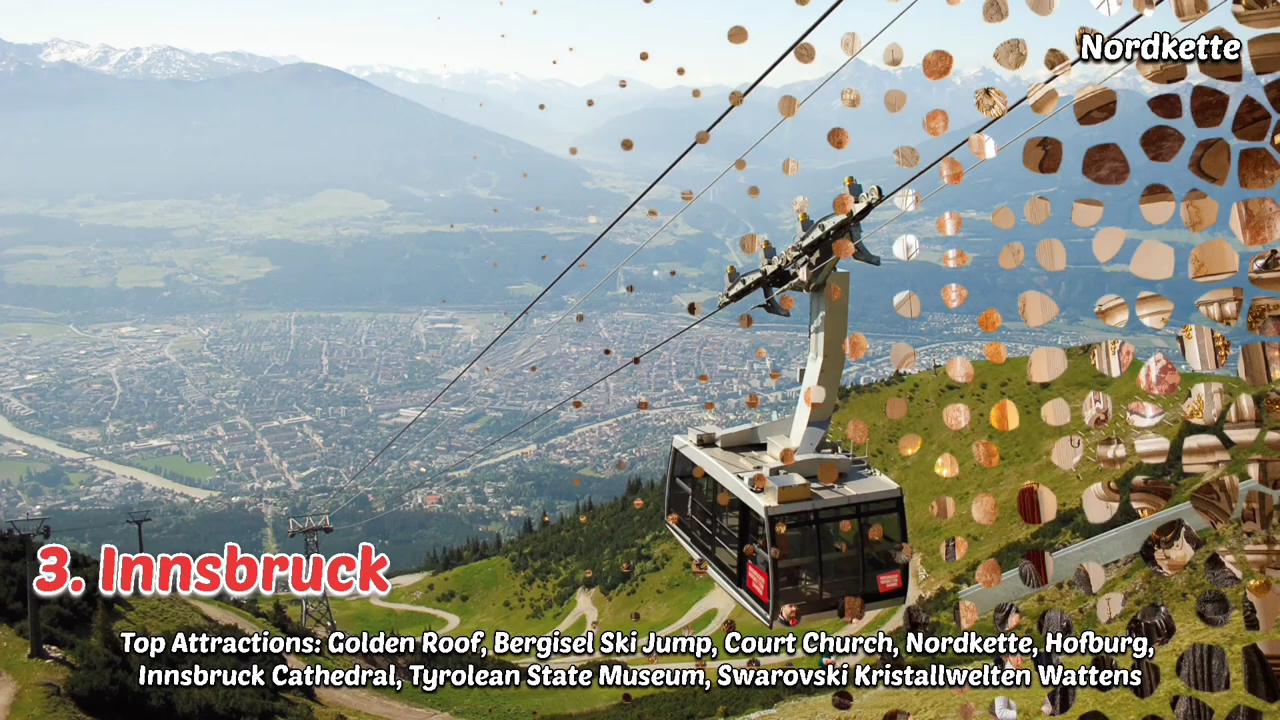 Nordkette
3. Innsbruck
Top Attractions: Golden Roof, Bergisel Ski Jump, Court Church, Nordkette, Hofburg,
Innsbruck Cathedral, Tyrolean State Museum, Swarovski Kristallwelten Wattens